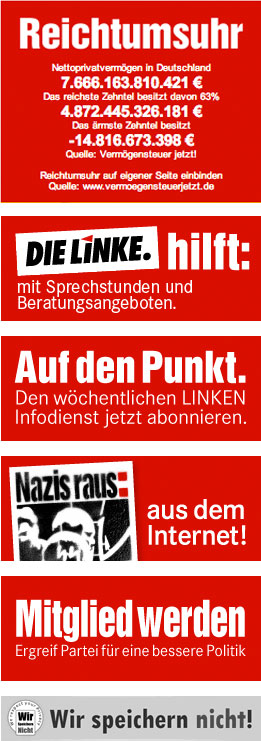 Reichtumsuhr
Nettoprivatvermögen in Deutschland
7.666.163.810.421 €
Das reichste Zehntel besitzt davon 63%
4.872.445.326.181 €
Das ärmste Zehntel besitzt
-14.816.673.398 €
Quelle: Vermögensteuer jetzt!
Reichtumsuhr auf eigener Seite einbinden
Quelle: www.vermoegensteuerjetzt.de
DIE LINKE. hilft:
mit Sprechstunden und
Beratungsangeboten.
Auf den Punkt.
Den wöchentlichen LINKEN
Infodienst jetzt abonnieren.
Nazis raus:
aus dem
Internet!
Mitglied werden
Ergreif Partei für eine bessere Politik
Wir
Speichern
Nicht
Wir speichern nicht!